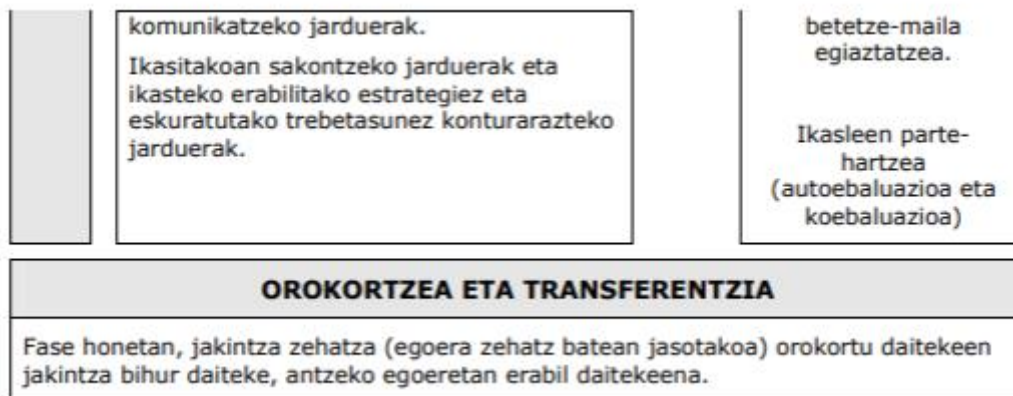 komunikatzeko jarduerak.
Ikasitakoan sakontzeko jarduerak eta
ikasteko erabilitako estrategiez eta
eskuratutako trebetasunez konturarazteko
jarduerak.
betetze-maila
egiaztatzea.
Ikasleen parte-
hartzea
(autoebaluazioa eta
koebaluazioa)
OROKORTZEA ETA TRANSFERENTZIA
Fase honetan, jakintza zehatza (egoera zehatz batean jasotakoa) orokortu daitekeen
jakintza bihur daiteke, antzeko egoeretan erabil daitekeena.